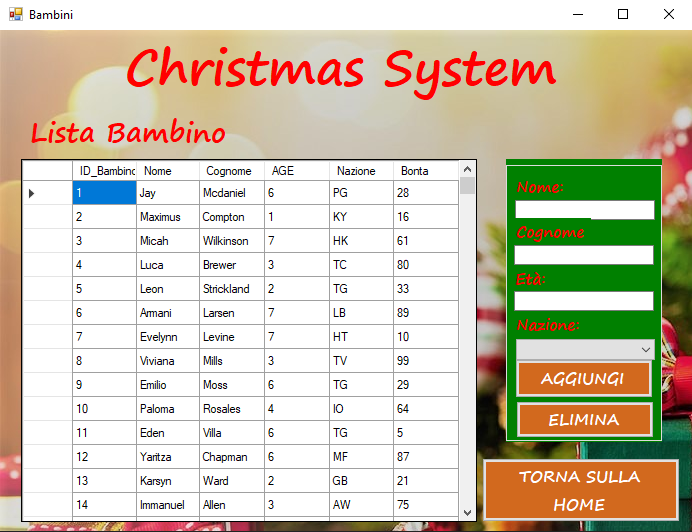 Bambini
Christmas System
Lista Bambino
ID_Bambino Nome Cognome AGE Nazione Bonta
1 Jay Mcdaniel 6 PG 28
2 Maximus Compton 1 KY 16
3 Micah Wilkinson 7 HK 61
4 Luca Brewer 3 TC 80
5 Leon Strickland 2 TG 33
6 Armani Larsen 7 LB 89
7 Evelynn Levine 7 HT 10
8 Viviana Mills 3 TV 99
9 Emilio Moss 6 TG 29
10 Paloma Rosales 4 IO 64
11 Eden Villa 6 TG 5
12 Yaritza Chapman 6 MF 87
13 Karsyn Ward 2 GB 21
14 Immanuel Allen 3 AW 75
Nome:
Cognome
Età:
Nazione:
AGGIUNGI
ELIMINA
TORNA SULLA
HOME